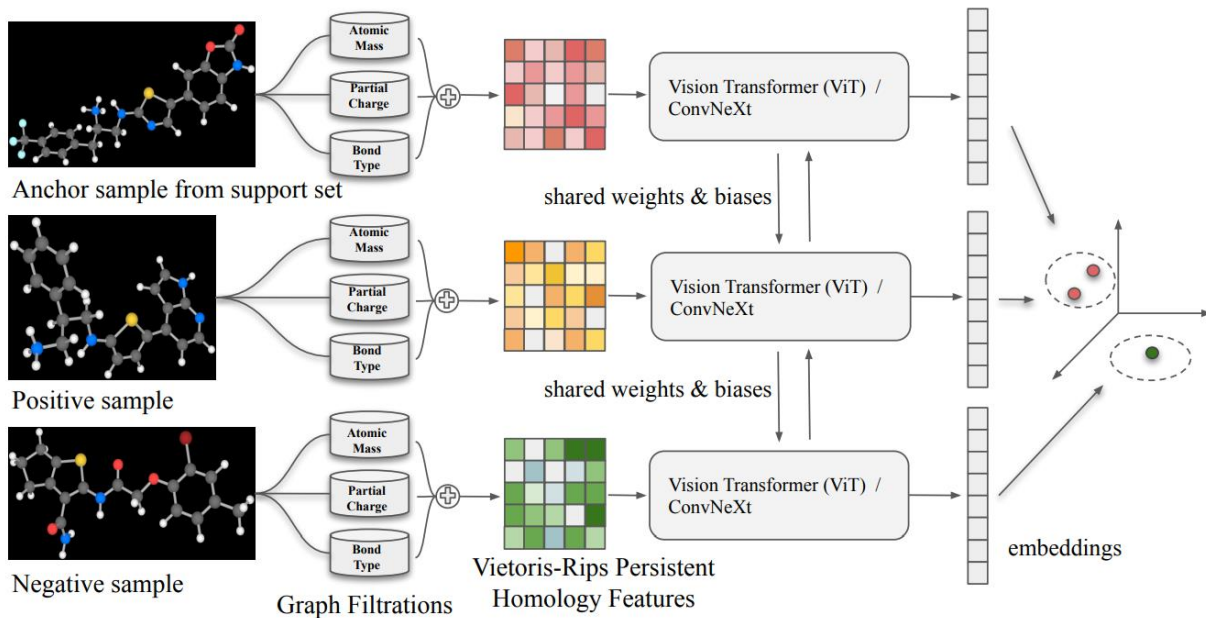 Atomic
Mass
Partial
Charge
Bond
Type
Vision Transformer (ViT) /
ConvNeXt
Anchor sample from support set
shared weights & biases
Atomic
Mass
Partial
Charge
Bond
Type
Vision Transformer (ViT) /
ConvNeXt
Positive sample
shared weights & biases
Atomic
Mass
Partial
Charge
Bond
Type
Vision Transformer (ViT) /
ConvNeXt
Negative sample
Graph Filtrations
Vietoris-Rips Persistent
Homology Features
embeddings